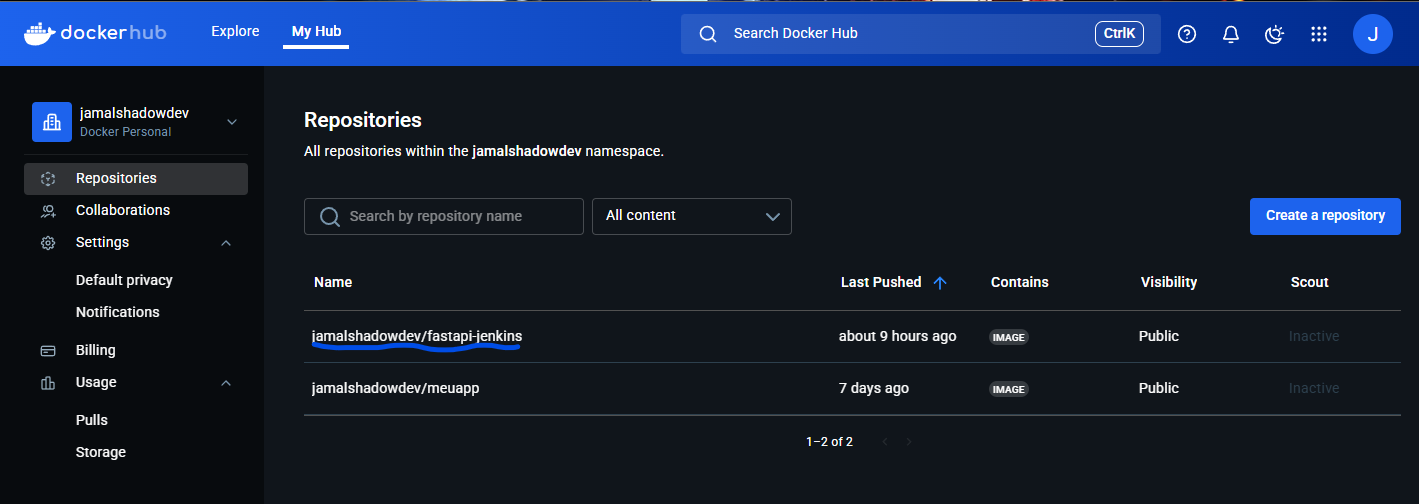 dockerhub Explore My Hub Search Docker Hub CtrlK J
jamalshadowdev
Docker Personal
Repositories
Collaborations
Settings
Default privacy
Notifications
Billing
Usage
Pulls
Storage
Repositories
All repositories within the jamalshadowdev namespace.
Search by repository name All content Create a repository
Name Last Pushed Contains Visibility Scout
jamalshadowdev/fastapi-jenkins about 9 hours ago IMAGE Public Inactive
jamalshadowdev/meuapp 7 days ago IMAGE Public Inactive
1–2 of 2